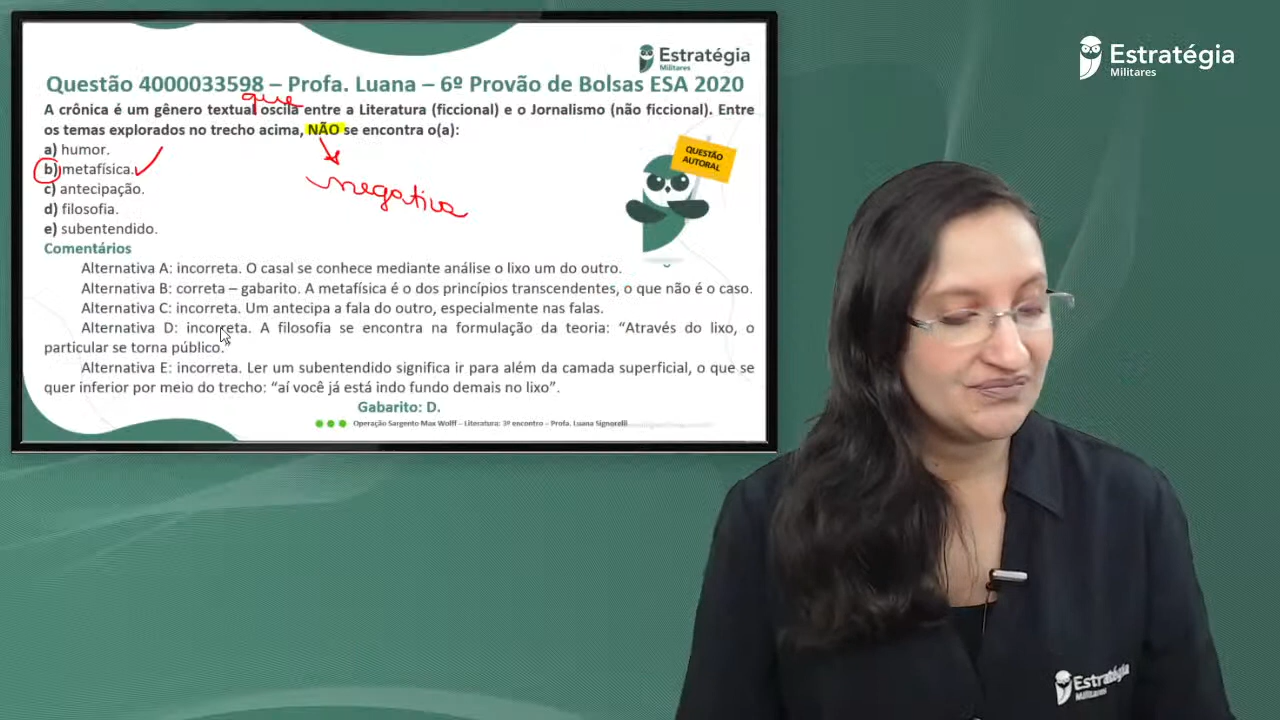 Estratégia
Militares
Questão 4000033598 – Profa. Luana – 6º Provão de Bolsas ESA 2020
que
A crônica é um gênero textual oscila entre a Literatura (ficcional) e o Jornalismo (não ficcional). Entre
os temas explorados no trecho acima, NÃO se encontra o(a):
a) humor.
b) metafísica.
c) antecipação.
d) filosofia.
e) subentendido.
negativa
QUESTÃO
AUTORAL
Comentários
Alternativa A: incorreta. O casal se conhece mediante análise o lixo um do outro.
Alternativa B: correta – gabarito. A metafísica é o dos princípios transcendentes, o que não é o caso.
Alternativa C: incorreta. Um antecipa a fala do outro, especialmente nas falas.
Alternativa D: incorreta. A filosofia se encontra na formulação da teoria: “Através do lixo, o
particular se torna público.”
Alternativa E: incorreta. Ler um subentendido significa ir para além da camada superficial, o que se
quer inferior por meio do trecho: “aí você já está indo fundo demais no lixo”.
Gabarito: D.
Operação Sargento Max Wolff – Literatura: 3º encontro – Profa. Luana Signorelli
Estratégia
Militares
Estratégia
Militares